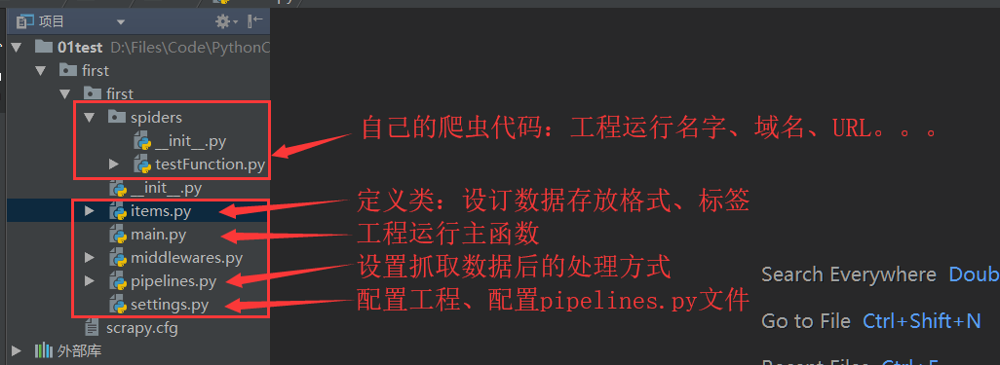 项目
01test D:\Files\Code\PythonC
first
first
spiders
__init__.py
testFunction.py
__init__.py
items.py
main.py
middlewares.py
pipelines.py
settings.py
scrapy.cfg
外部库
自己的爬虫代码：工程运行名字、域名、URL。。。
定义类：设订数据存放格式、标签
工程运行主函数
设置抓取数据后的处理方式
配置工程、配置pipelines.py文件
Search Everywhere Doub
Go to File Ctrl+Shift+N